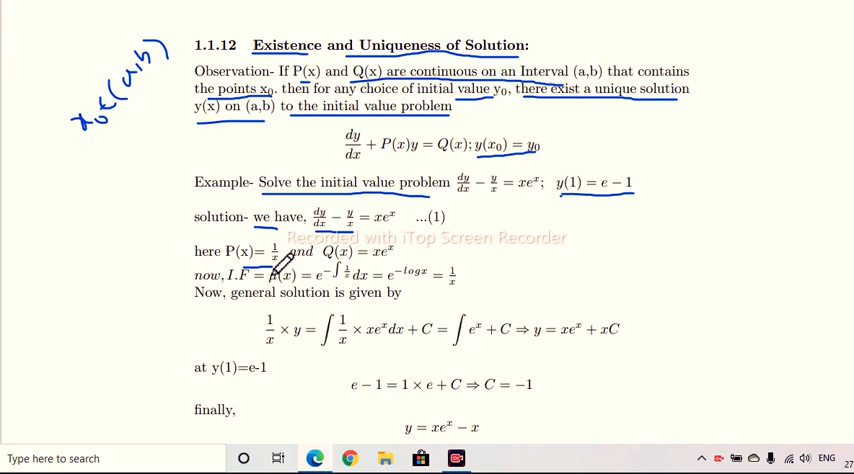 1.1.12 Existence and Uniqueness of Solution:
Observation- If P(x) and Q(x) are continuous on an Interval (a,b) that contains
the points x₀, then for any choice of initial value y₀, there exist a unique solution
y(x) on (a,b) to the initial value problem
x₀ ∈ (a,b)
dy/dx + P(x)y = Q(x); y(x₀) = y₀
Example- Solve the initial value problem dy/dx − y/x = xeˣ; y(1) = e − 1
solution- we have, dy/dx − y/x = xeˣ ...(1)
Recorded with iTop Screen Recorder
here P(x)= 1/x and Q(x) = xeˣ
now, I.F = μ(x) = e^(−∫ 1/x dx) = e^(−logx) = 1/x
Now, general solution is given by
1/x × y = ∫ 1/x × xeˣdx + C = ∫ eˣ + C ⇒ y = xeˣ + xC
at y(1)=e-1
e − 1 = 1 × e + C ⇒ C = −1
finally,
y = xeˣ − x
Type here to search
ENG
27